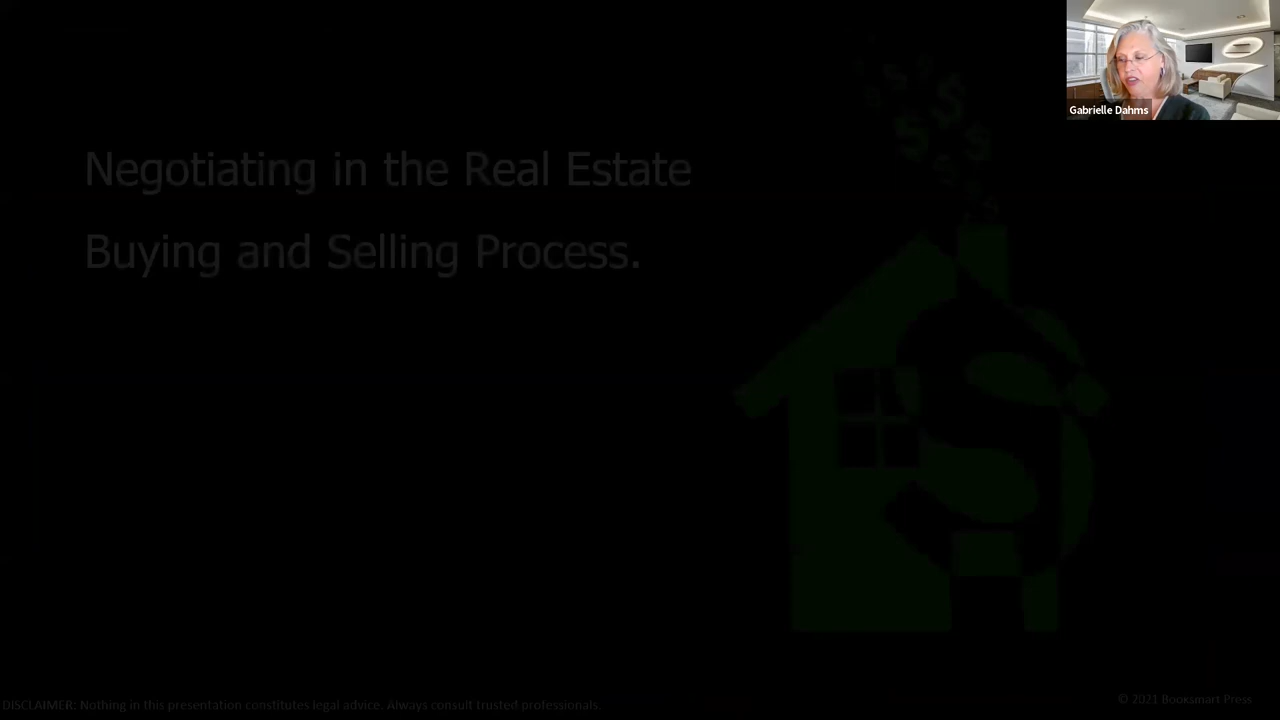 Gabrielle Dahms
Negotiating in the Real Estate
Buying and Selling Process.
DISCLAIMER: Nothing in this presentation constitutes legal advice. Always consult trusted professionals.
© 2021 Booksmart Press